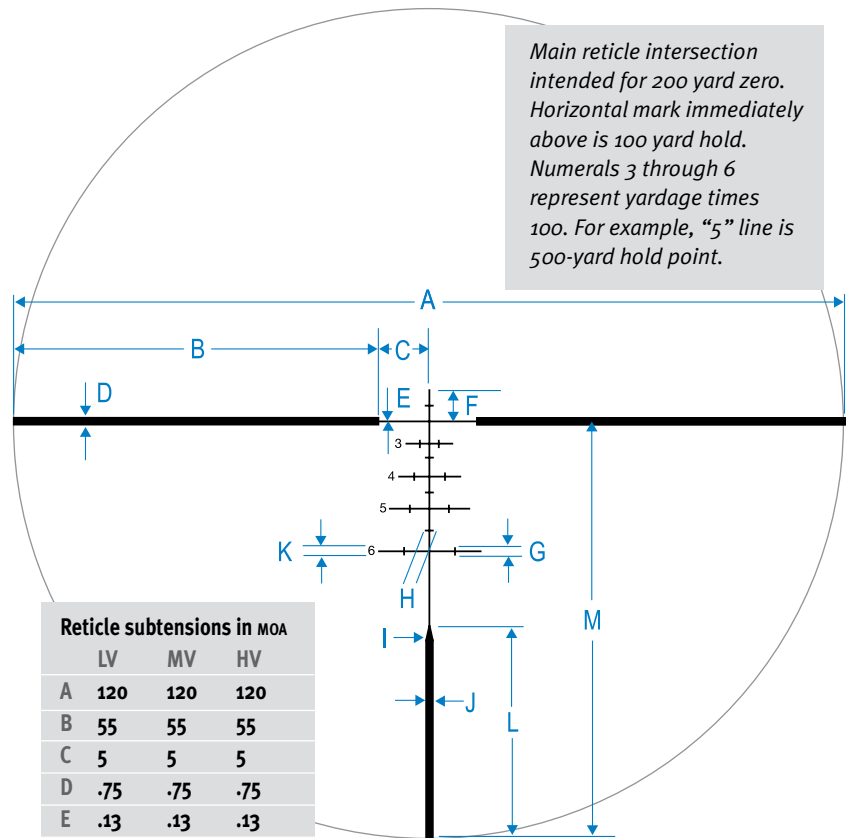 Main reticle intersection
intended for 200 yard zero.
Horizontal mark immediately
above is 100 yard hold.
Numerals 3 through 6
represent yardage times
100. For example, “5” line is
500-yard hold point.
A
B
C
D
E
F
3
4
5
K
6
G
H
I
M
J
L
Reticle subtensions in MOA
LV MV HV
A 120 120 120
B 55 55 55
C 5 5 5
D .75 .75 .75
E .13 .13 .13